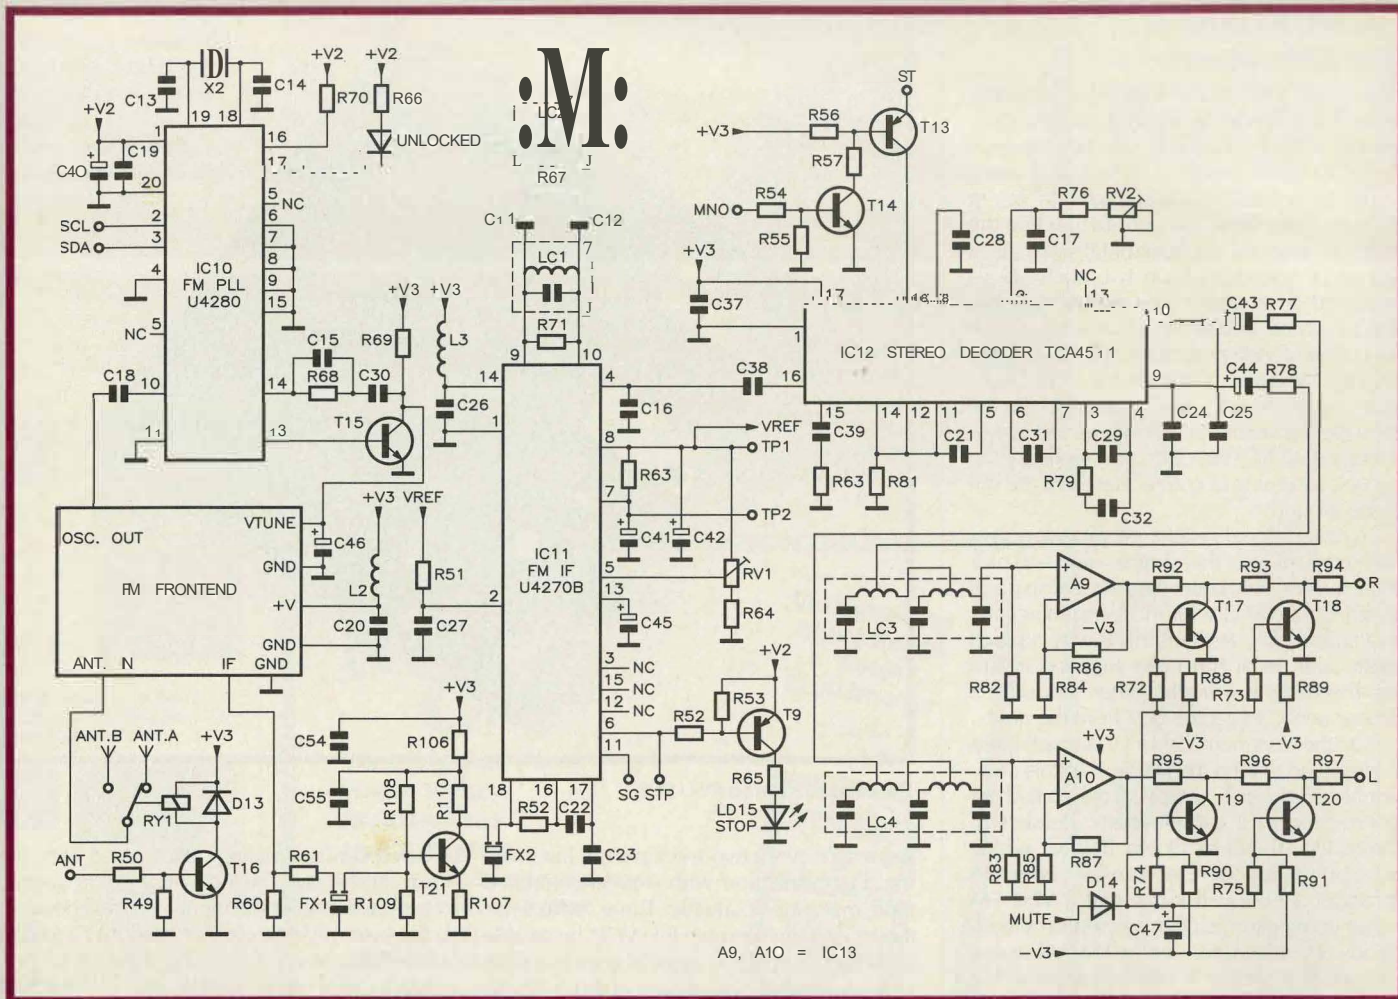 +V2
+V2
:M:
ST
C13
X2
C14
R70
R66
+V2
19 18
UNLOCKED
R67
+V3
R56
T13
1
16
17
C19
C40
20
5
NC
R57
R54
T14
R76
RV2
MNO
SCL
2
6
C11
C12
R55
C28
C17
SDA
3
7
LC1
+V3
8
4
9
15
IC10
FM PLL
U4280
+V3
+V3
C37
NC
NC
5
C15
R69
L3
R71
1
10
C43
R77
9
10
IC12 STEREO DECODER TCA4511
C18
10
14
R68
C30
14
4
C38
16
9
C44
R78
C26
C16
15
14
12
11
5
6
7
3
4
11
13
T15
1
8
VREF
TP1
C39
C21
C31
C29
C24
C25
R63
7
R63
R81
R79
C32
TP2
+V3 VREF
C41
C42
OSC. OUT
VTUNE
C46
FM FRONTEND
GND
R51
IC11
FM IF
U4270B
5
RV1
A9
R92
R93
R94
R
L2
13
T17
T18
+V
C20
2
C27
C45
R64
LC3
-V3
R86
GND
3
NC
15
NC
12
NC
+V2
ANT. IN
IF
GND
R82
R84
R72
R88
R73
R89
+V3
R53
T9
6
R52
-V3
-V3
ANT.B
ANT.A
+V3
C54
R106
11
+V3
R95
R96
R97
L
A10
R65
D13
C55
R108
R110
18
16
17
SG STP
T19
T20
RY1
R52
C22
LD15
STOP
LC4
ANT
R50
T16
R61
T21
FX2
C23
R83
R85
R87
R74
R90
R75
R91
D14
R49
R60
FX1
R109
R107
MUTE
C47
A9, A10 = IC13
-V3